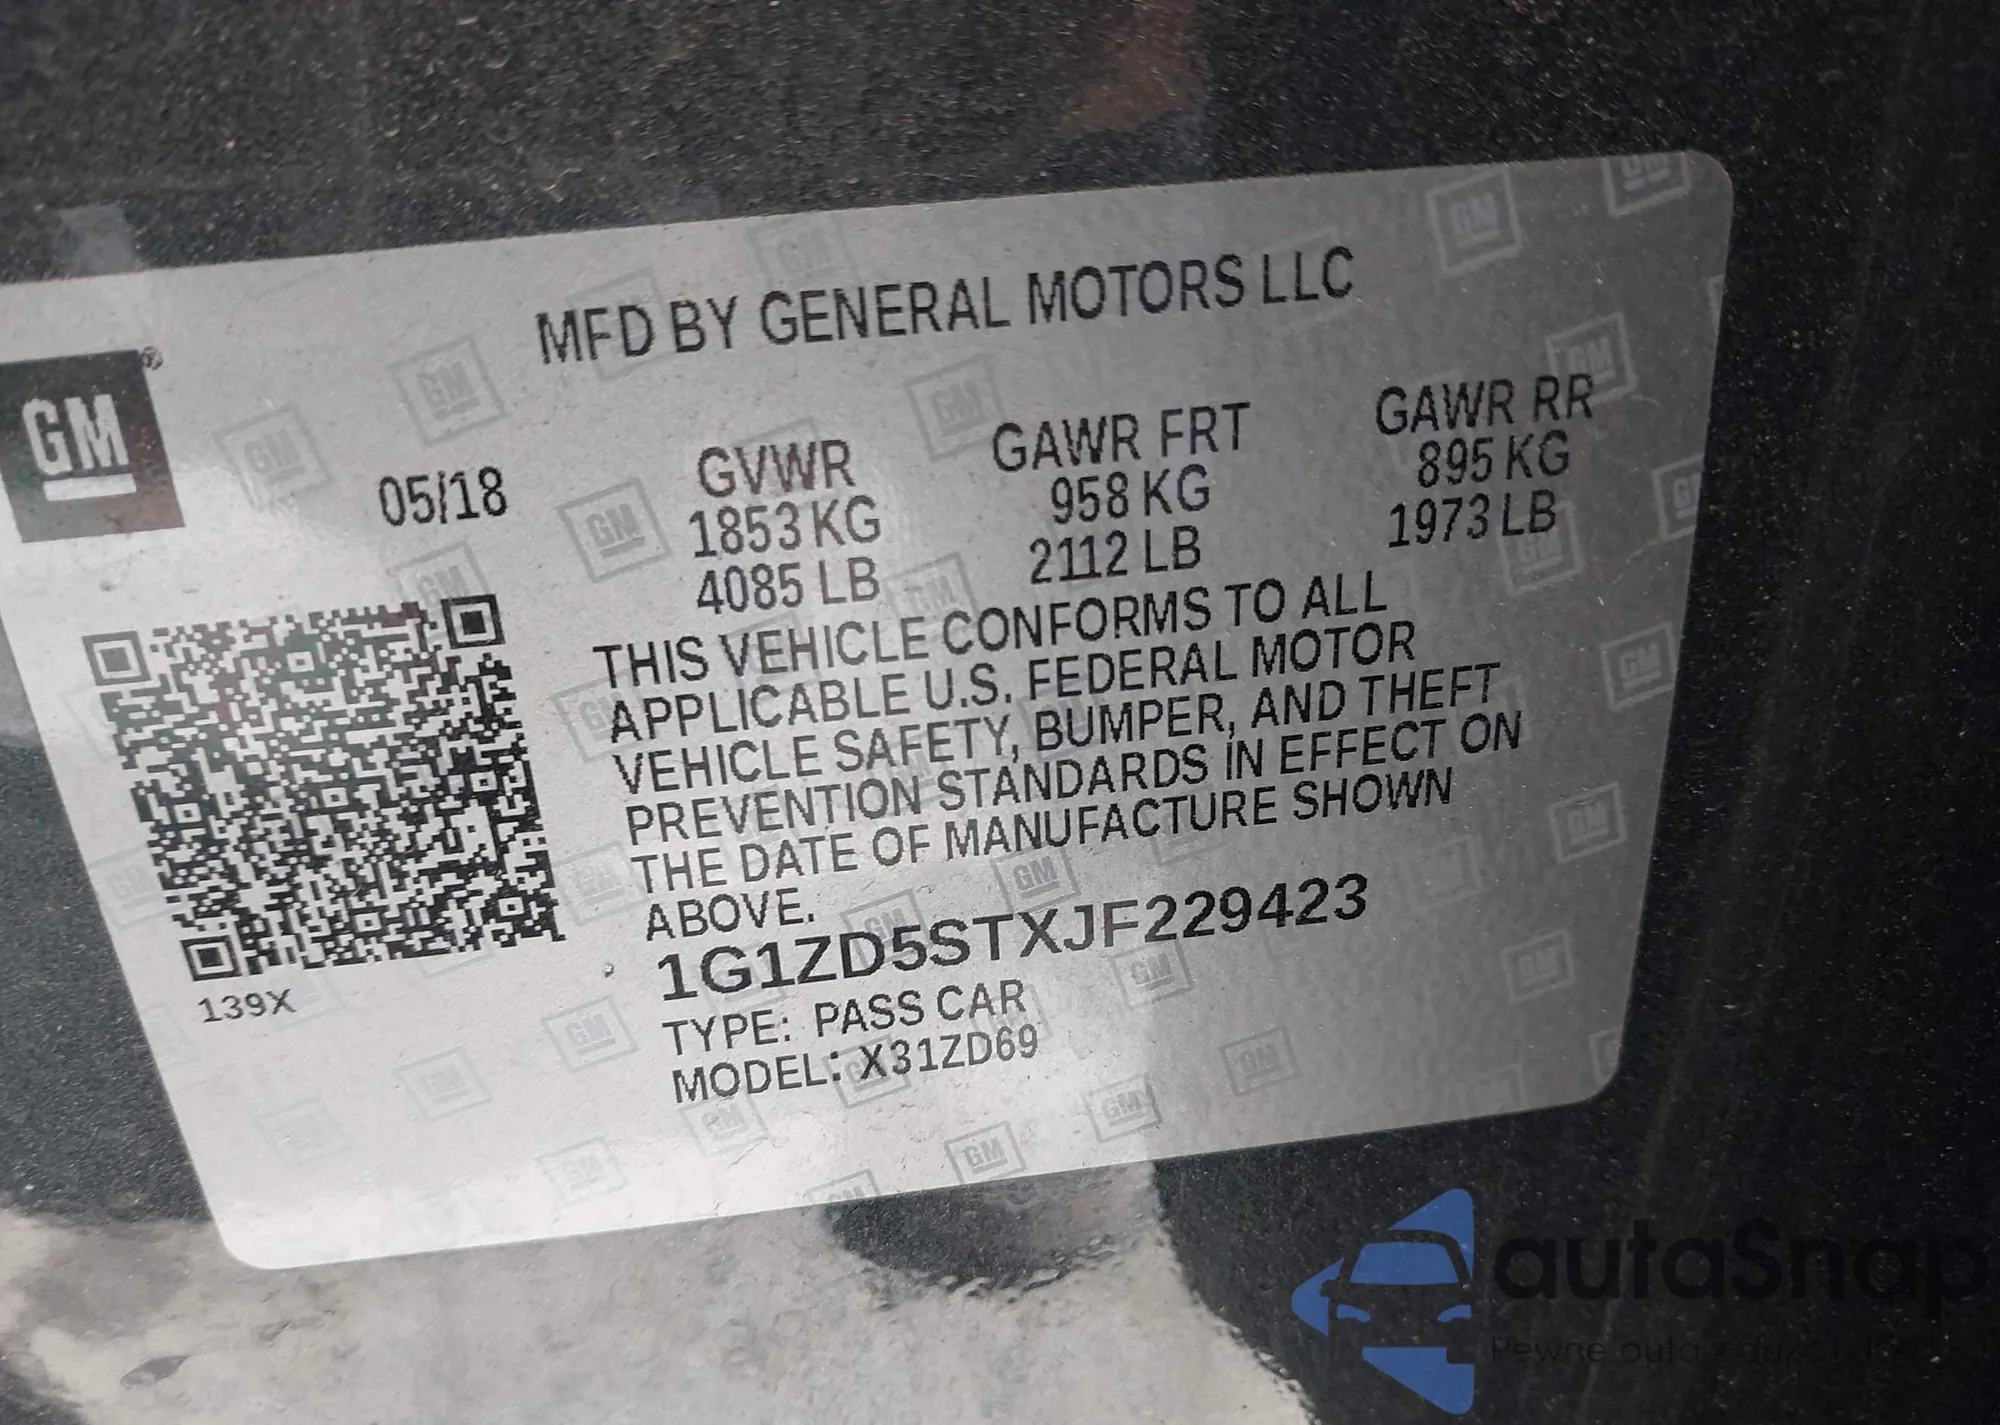 MFD BY GENERAL MOTORS LLC
GM®
05/18
GVWR
1853 KG
4085 LB
GAWR FRT
958 KG
2112 LB
GAWR RR
895 KG
1973 LB
THIS VEHICLE CONFORMS TO ALL
APPLICABLE U.S. FEDERAL MOTOR
VEHICLE SAFETY, BUMPER, AND THEFT
PREVENTION STANDARDS IN EFFECT ON
THE DATE OF MANUFACTURE SHOWN
ABOVE.
1G1ZD5STXJF229423
TYPE: PASS CAR
MODEL: X31ZD69
139X
autaSnap
Pewne auto z